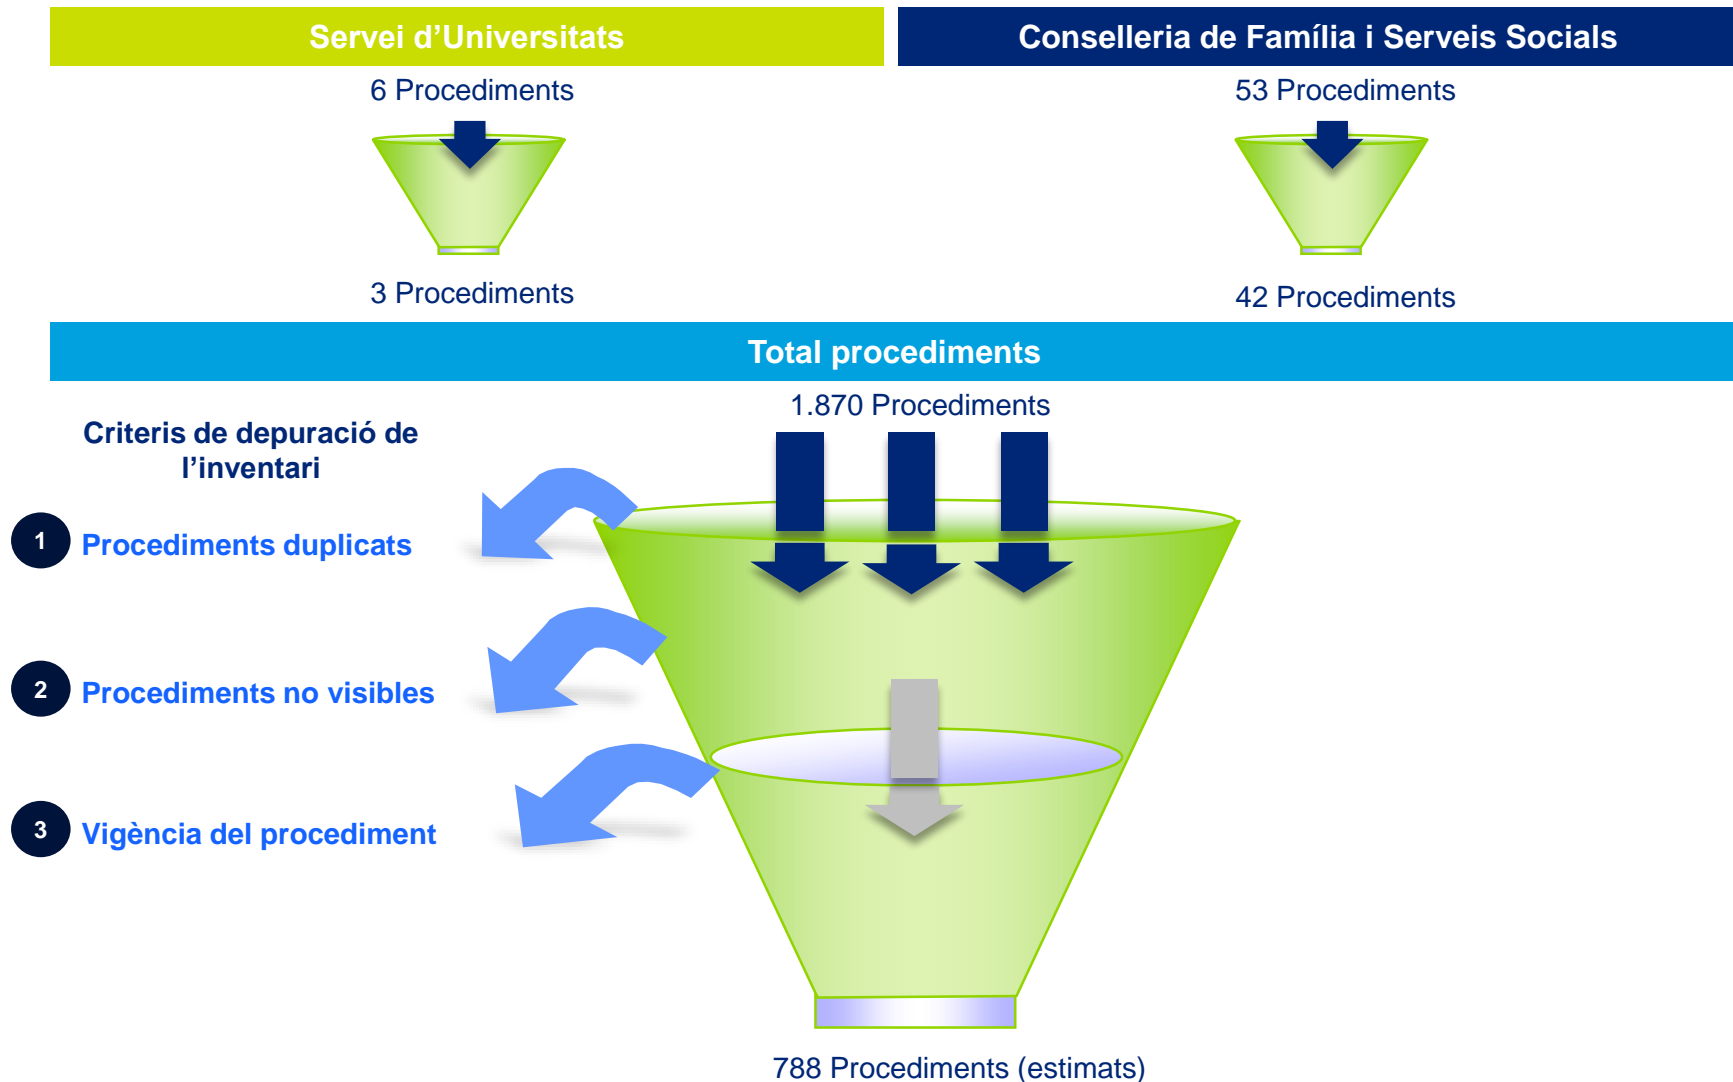 Servei d’Universitats
Conselleria de Família i Serveis Socials
6 Procediments
53 Procediments
3 Procediments
42 Procediments
Total procediments
1.870 Procediments
Criteris de depuració de
l’inventari
1 Procediments duplicats
2 Procediments no visibles
3 Vigència del procediment
788 Procediments (estimats)